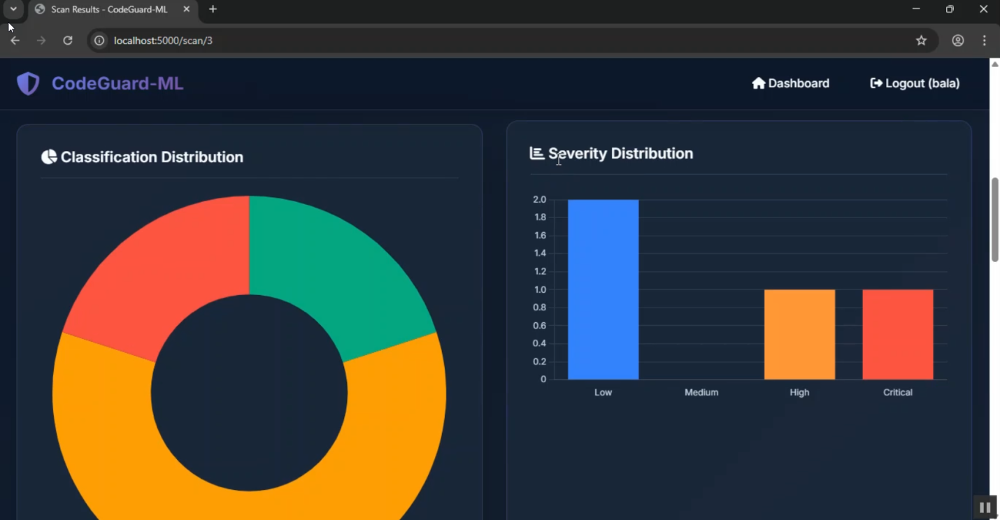 Scan Results - CodeGuard-ML
localhost:5000/scan/3
CodeGuard-ML
Dashboard
Logout (bala)
Classification Distribution
Severity Distribution
2.0
1.8
1.6
1.4
1.2
1.0
0.8
0.6
0.4
0.2
0
Low
Medium
High
Critical